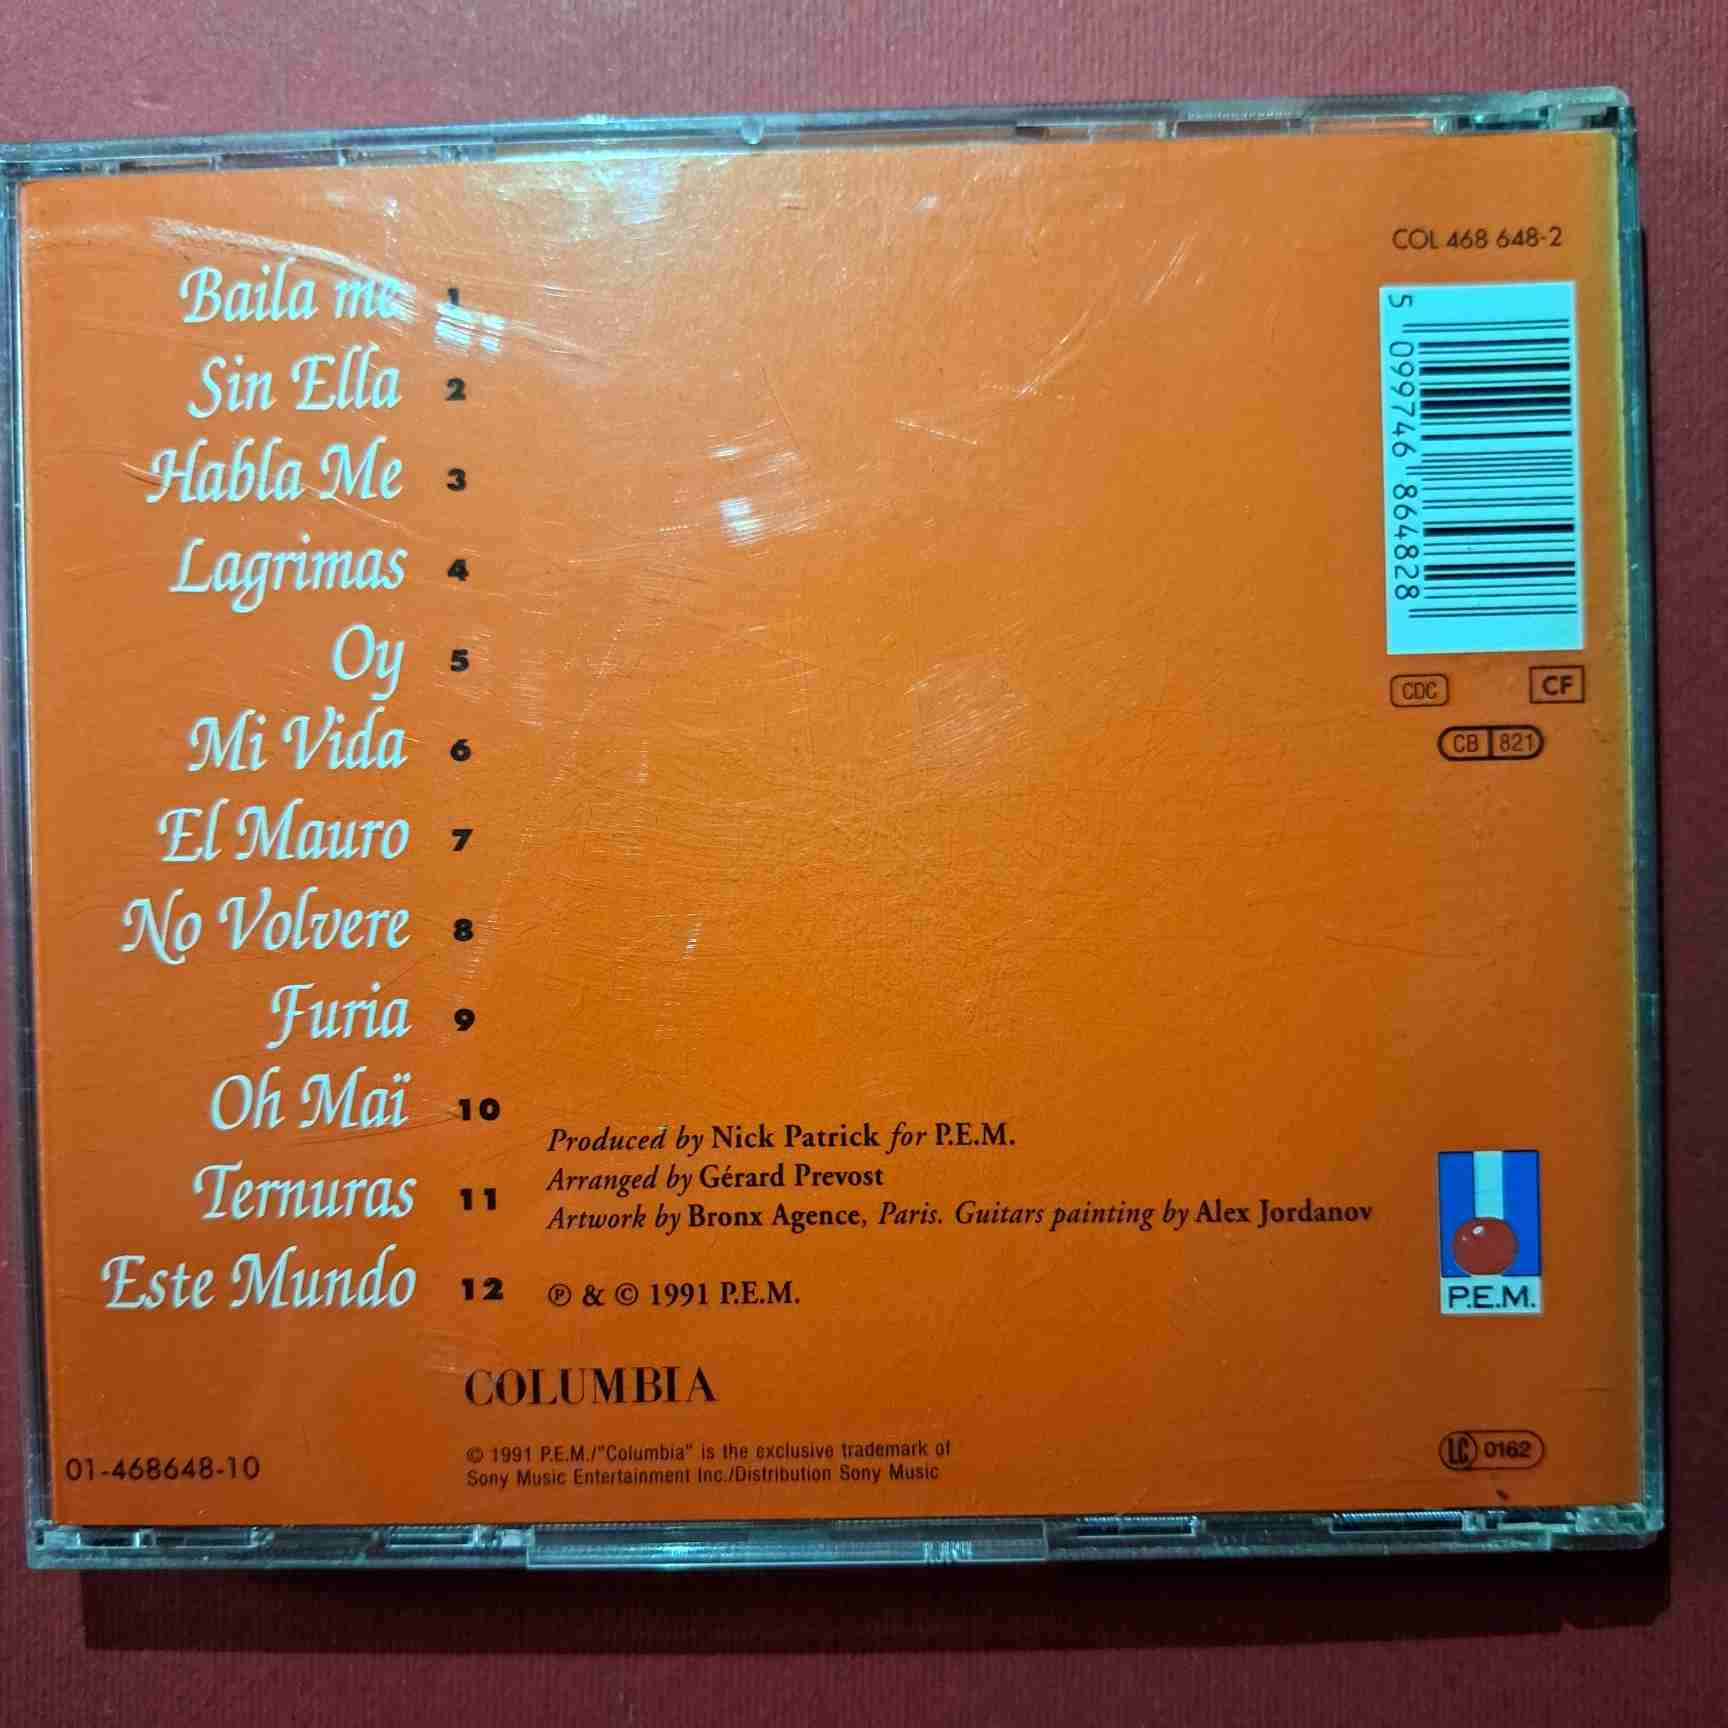 COL 468 648-2
5 099746 864828
CDC
CF
CB 821
Baila me 1
Sin Ella 2
Habla Me 3
Lagrimas 4
Oy 5
Mi Vida 6
El Mauro 7
No Volvere 8
Furia 9
Oh Maï 10
Ternuras 11
Este Mundo 12
Produced by Nick Patrick for P.E.M.
Arranged by Gérard Prevost
Artwork by Bronx Agence, Paris. Guitars painting by Alex Jordanov
℗ & © 1991 P.E.M.
P.E.M.
COLUMBIA
© 1991 P.E.M./"Columbia" is the exclusive trademark of
Sony Music Entertainment Inc./Distribution Sony Music
01-468648-10
LC 0162